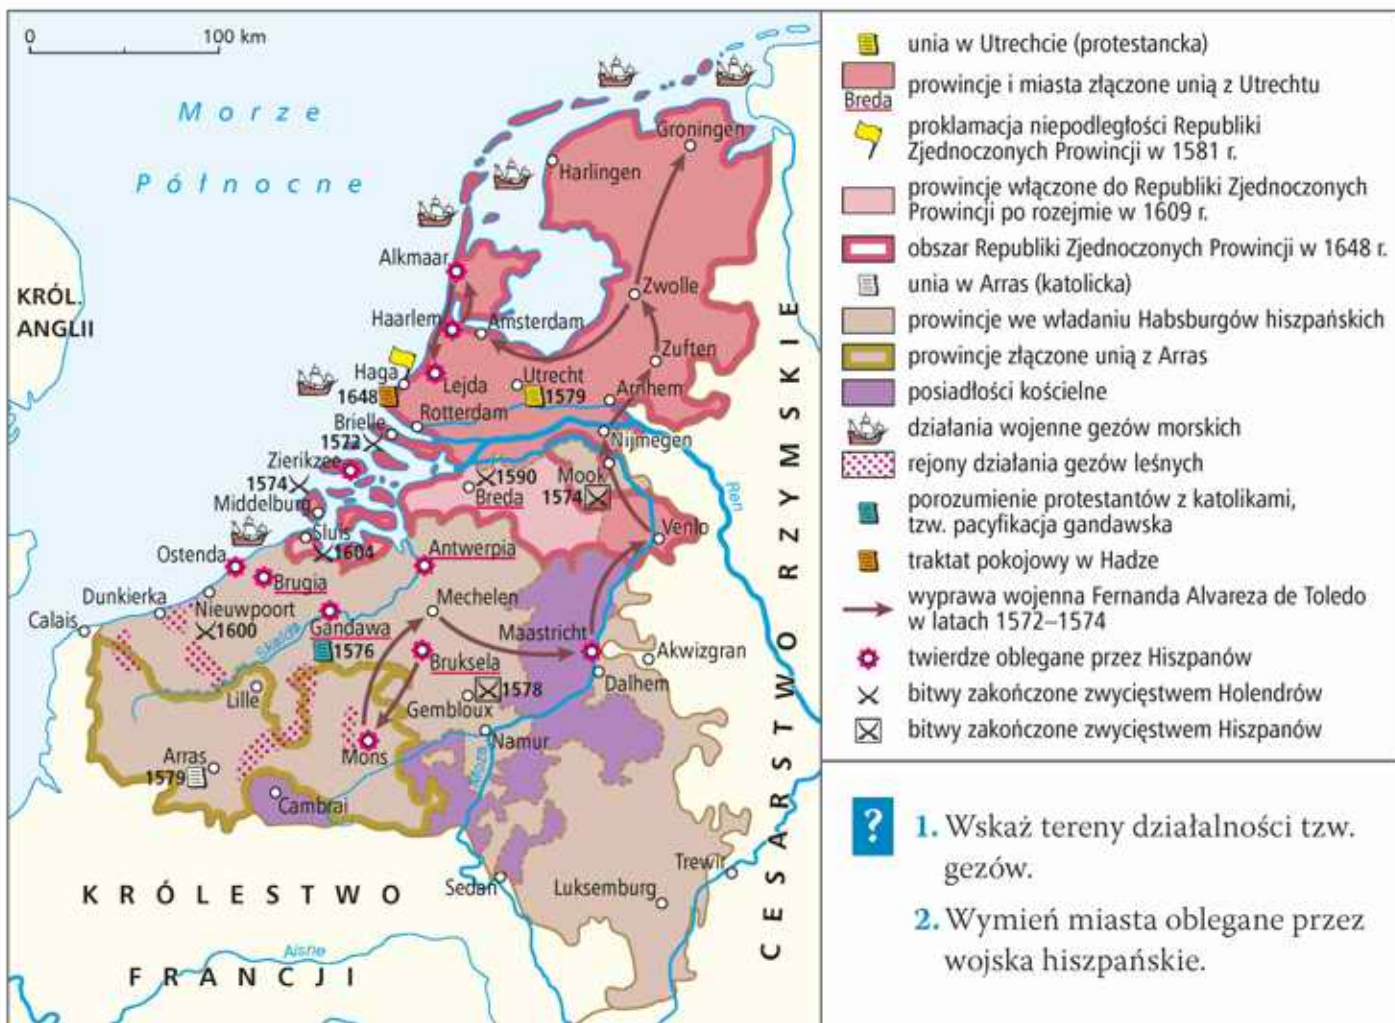 0 100 km
Morze
Północne
KRÓL.
ANGLII
Groningen
Harlingen
Alkmaar
Zwolle
Haarlem
Amsterdam
Zuften
Haga
Lejda
Utrecht
1579
Arnhem
1648
Rotterdam
Brielle
1572
Nijmegen
Zierikzee
1590
Mook
Ren
1574
Breda
1574
Middelburg
Venlo
Sluis
1604
Ostenda
Antwerpia
Brugia
Dunkierka
Mechelen
Calais
Nieuwpoort
1600
Gandawa
Skalda
Maastricht
Akwizgran
1576
Bruksela
Dalhem
1578
Lille
Gembloux
Arras
Mons
Namur
1579
Moza
Cambrai
Trewir
Sedan
Luksemburg
KRÓLESTWO
FRANCJI
Aisne
CESARSTWO RZYMSKIE
unia w Utrechcie (protestancka)
prowincje i miasta złączone unią z Utrechtu
Breda
proklamacja niepodległości Republiki
Zjednoczonych Prowincji w 1581 r.
prowincje włączone do Republiki Zjednoczonych
Prowincji po rozejmie w 1609 r.
obszar Republiki Zjednoczonych Prowincji w 1648 r.
unia w Arras (katolicka)
prowincje we władaniu Habsburgów hiszpańskich
prowincje złączone unią z Arras
posiadłości kościelne
działania wojenne gezów morskich
rejony działania gezów leśnych
porozumienie protestantów z katolikami,
tzw. pacyfikacja gandawska
traktat pokojowy w Hadze
wyprawa wojenna Fernanda Alvareza de Toledo
w latach 1572–1574
twierdze oblegane przez Hiszpanów
bitwy zakończone zwycięstwem Holendrów
bitwy zakończone zwycięstwem Hiszpanów
?
1. Wskaż tereny działalności tzw.
gezów.
2. Wymień miasta oblegane przez
wojska hiszpańskie.